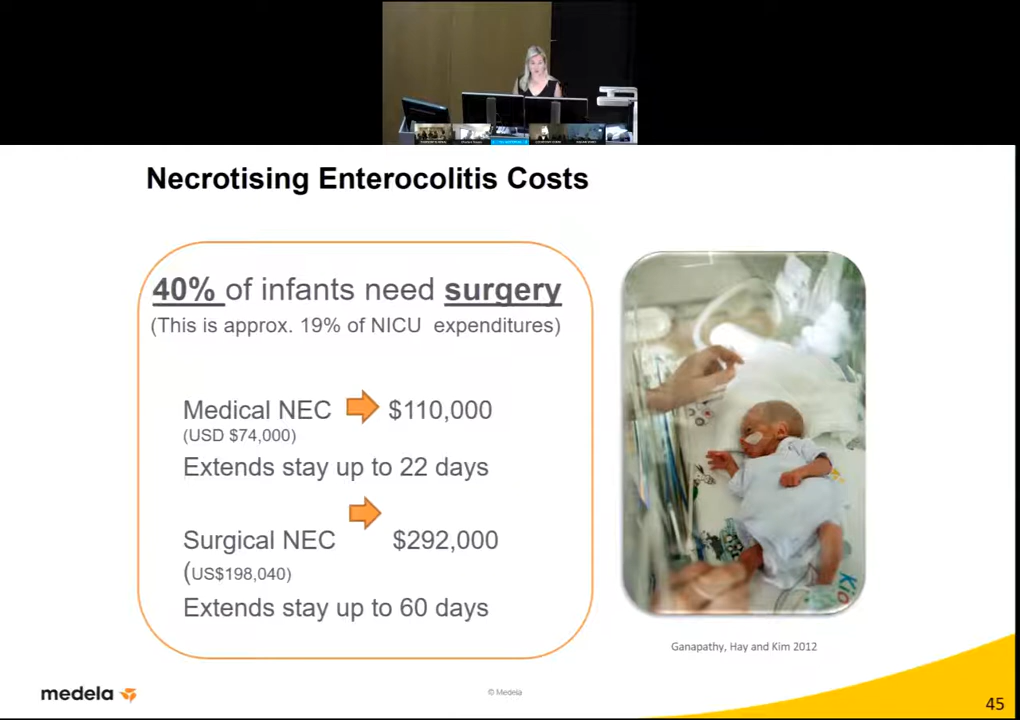 Necrotising Enterocolitis Costs
40% of infants need surgery
(This is approx. 19% of NICU expenditures)
Medical NEC $110,000
(USD $74,000)
Extends stay up to 22 days
Surgical NEC $292,000
(US$198,040)
Extends stay up to 60 days
Ganapathy, Hay and Kim 2012
medela
© Medela
45